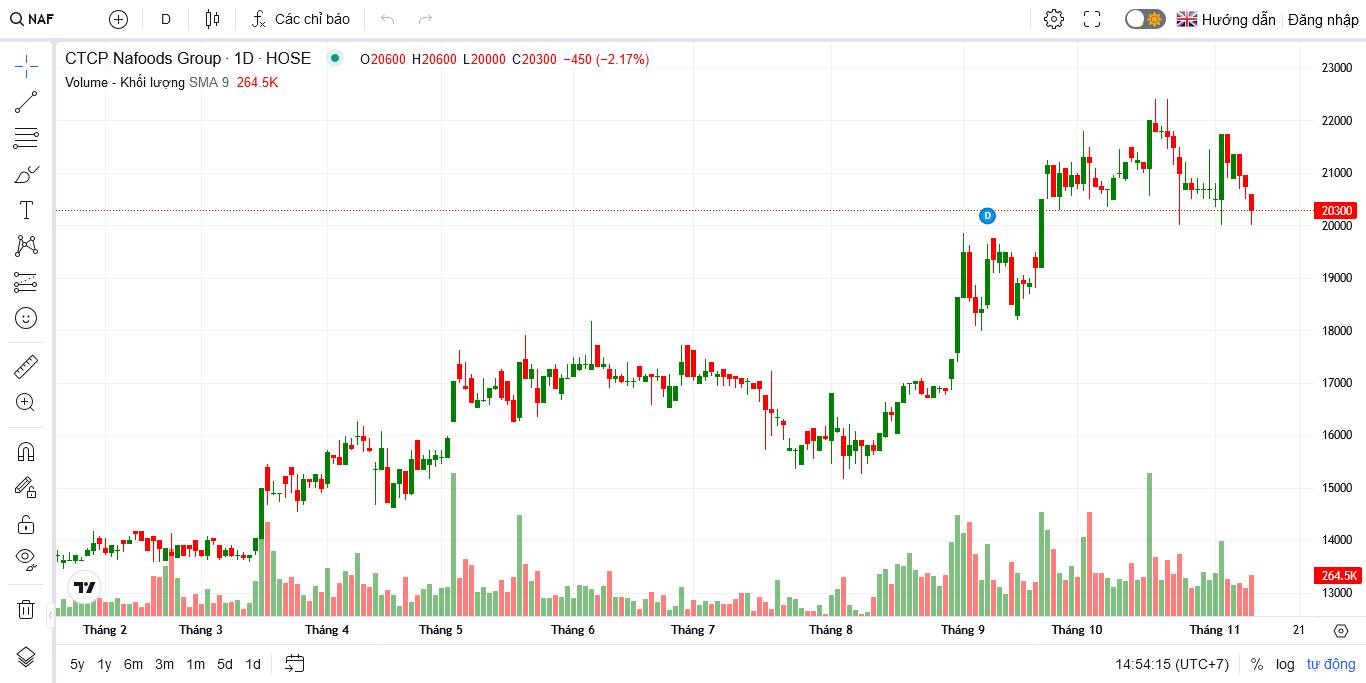 NAF D Các chỉ báo Hướng dẫn Đăng nhập
CTCP Nafoods Group · 1D · HOSE O20600 H20600 L20000 C20300 −450 (−2.17%)
Volume - Khối lượng SMA 9 264.5K
23000
22000
21000
20300
20000
19000
18000
17000
16000
15000
14000
264.5K
13000
D
Tháng 2 Tháng 3 Tháng 4 Tháng 5 Tháng 6 Tháng 7 Tháng 8 Tháng 9 Tháng 10 Tháng 11 21
5y 1y 6m 3m 1m 5d 1d 14:54:15 (UTC+7) % log tự động